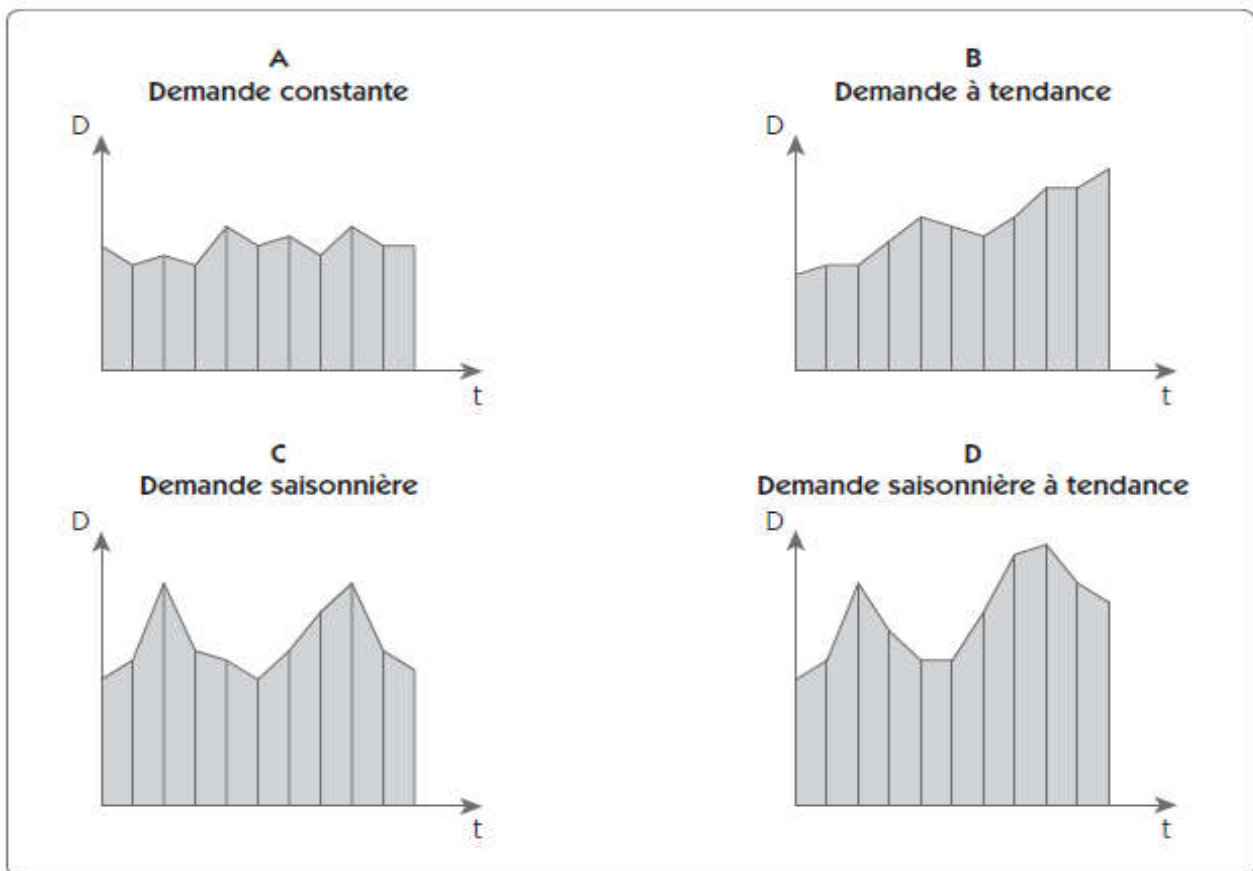 A
Demande constante
D
t
B
Demande à tendance
D
t
C
Demande saisonnière
D
t
D
Demande saisonnière à tendance
D
t